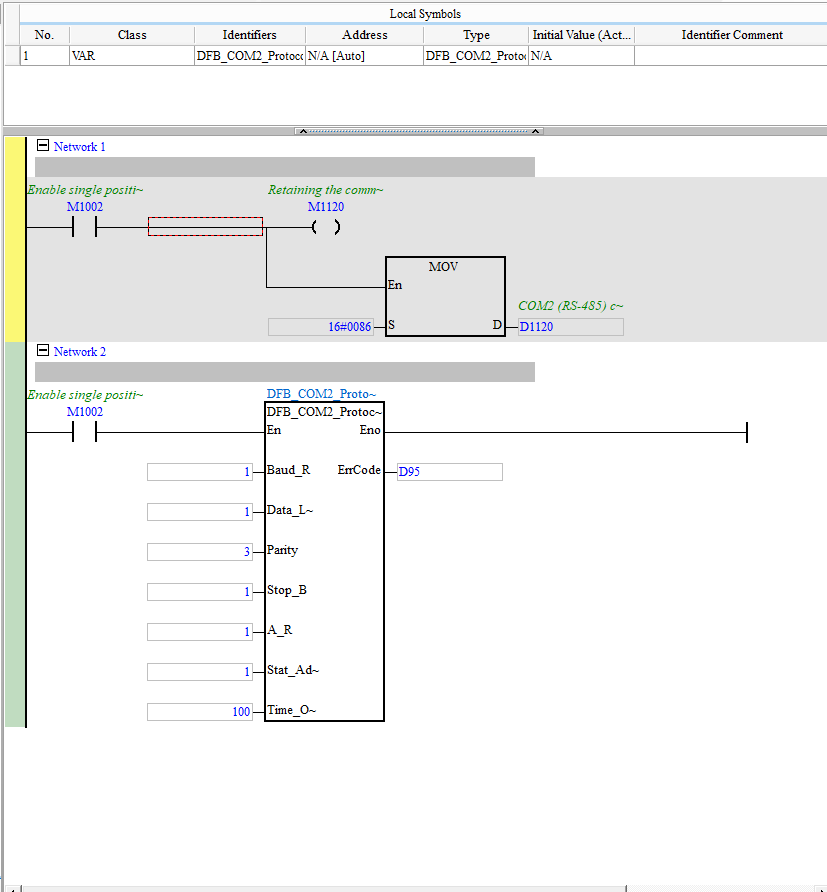 Local Symbols
No. Class Identifiers Address Type Initial Value (Act... Identifier Comment
1 VAR DFB_COM2_Protoc N/A [Auto] DFB_COM2_Proto N/A
Network 1
Enable single positi~ Retaining the comm~
M1002 M1120
MOV
En
COM2 (RS-485) c~
16#0086 S D D1120
Network 2
Enable single positi~ DFB_COM2_Proto~
M1002 DFB_COM2_Protoc~
En Eno
1 Baud_R ErrCode D95
1 Data_L~
3 Parity
1 Stop_B
1 A_R
1 Stat_Ad~
100 Time_O~